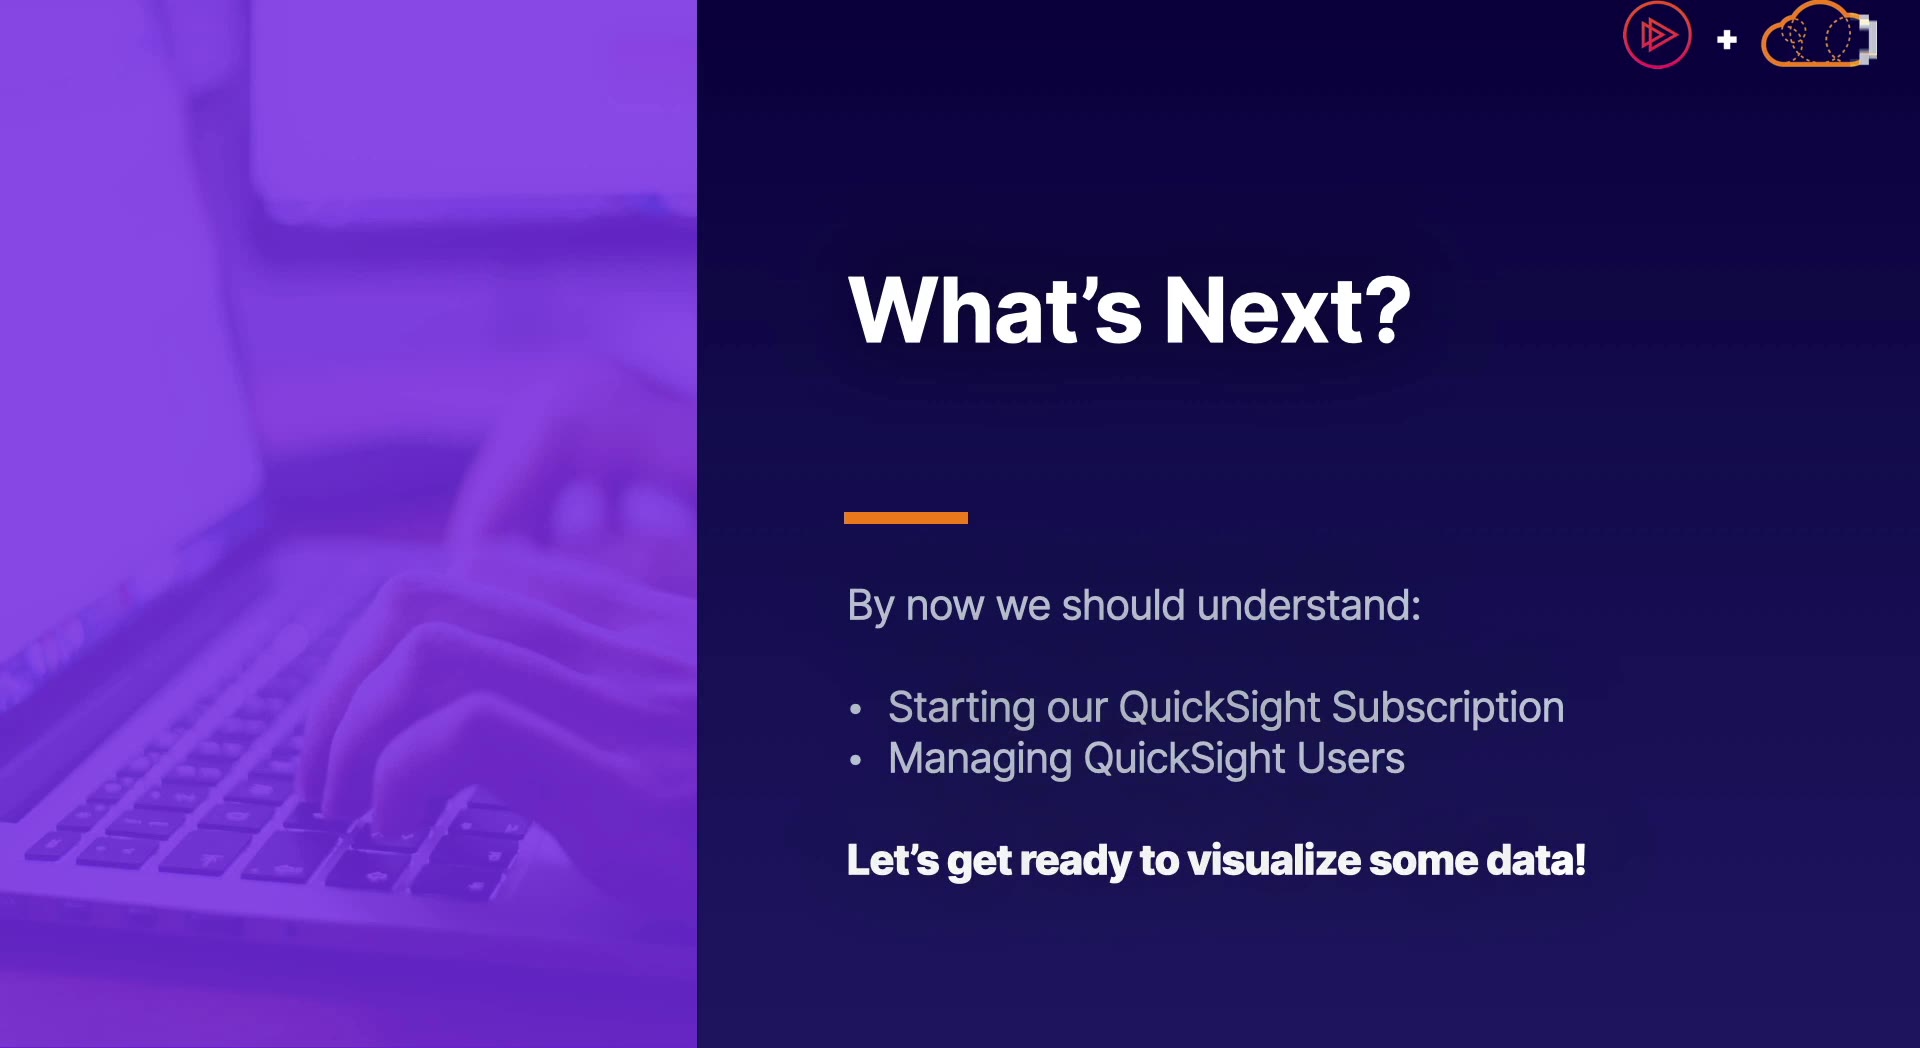 What’s Next?
By now we should understand:
• Starting our QuickSight Subscription
• Managing QuickSight Users
Let’s get ready to visualize some data!